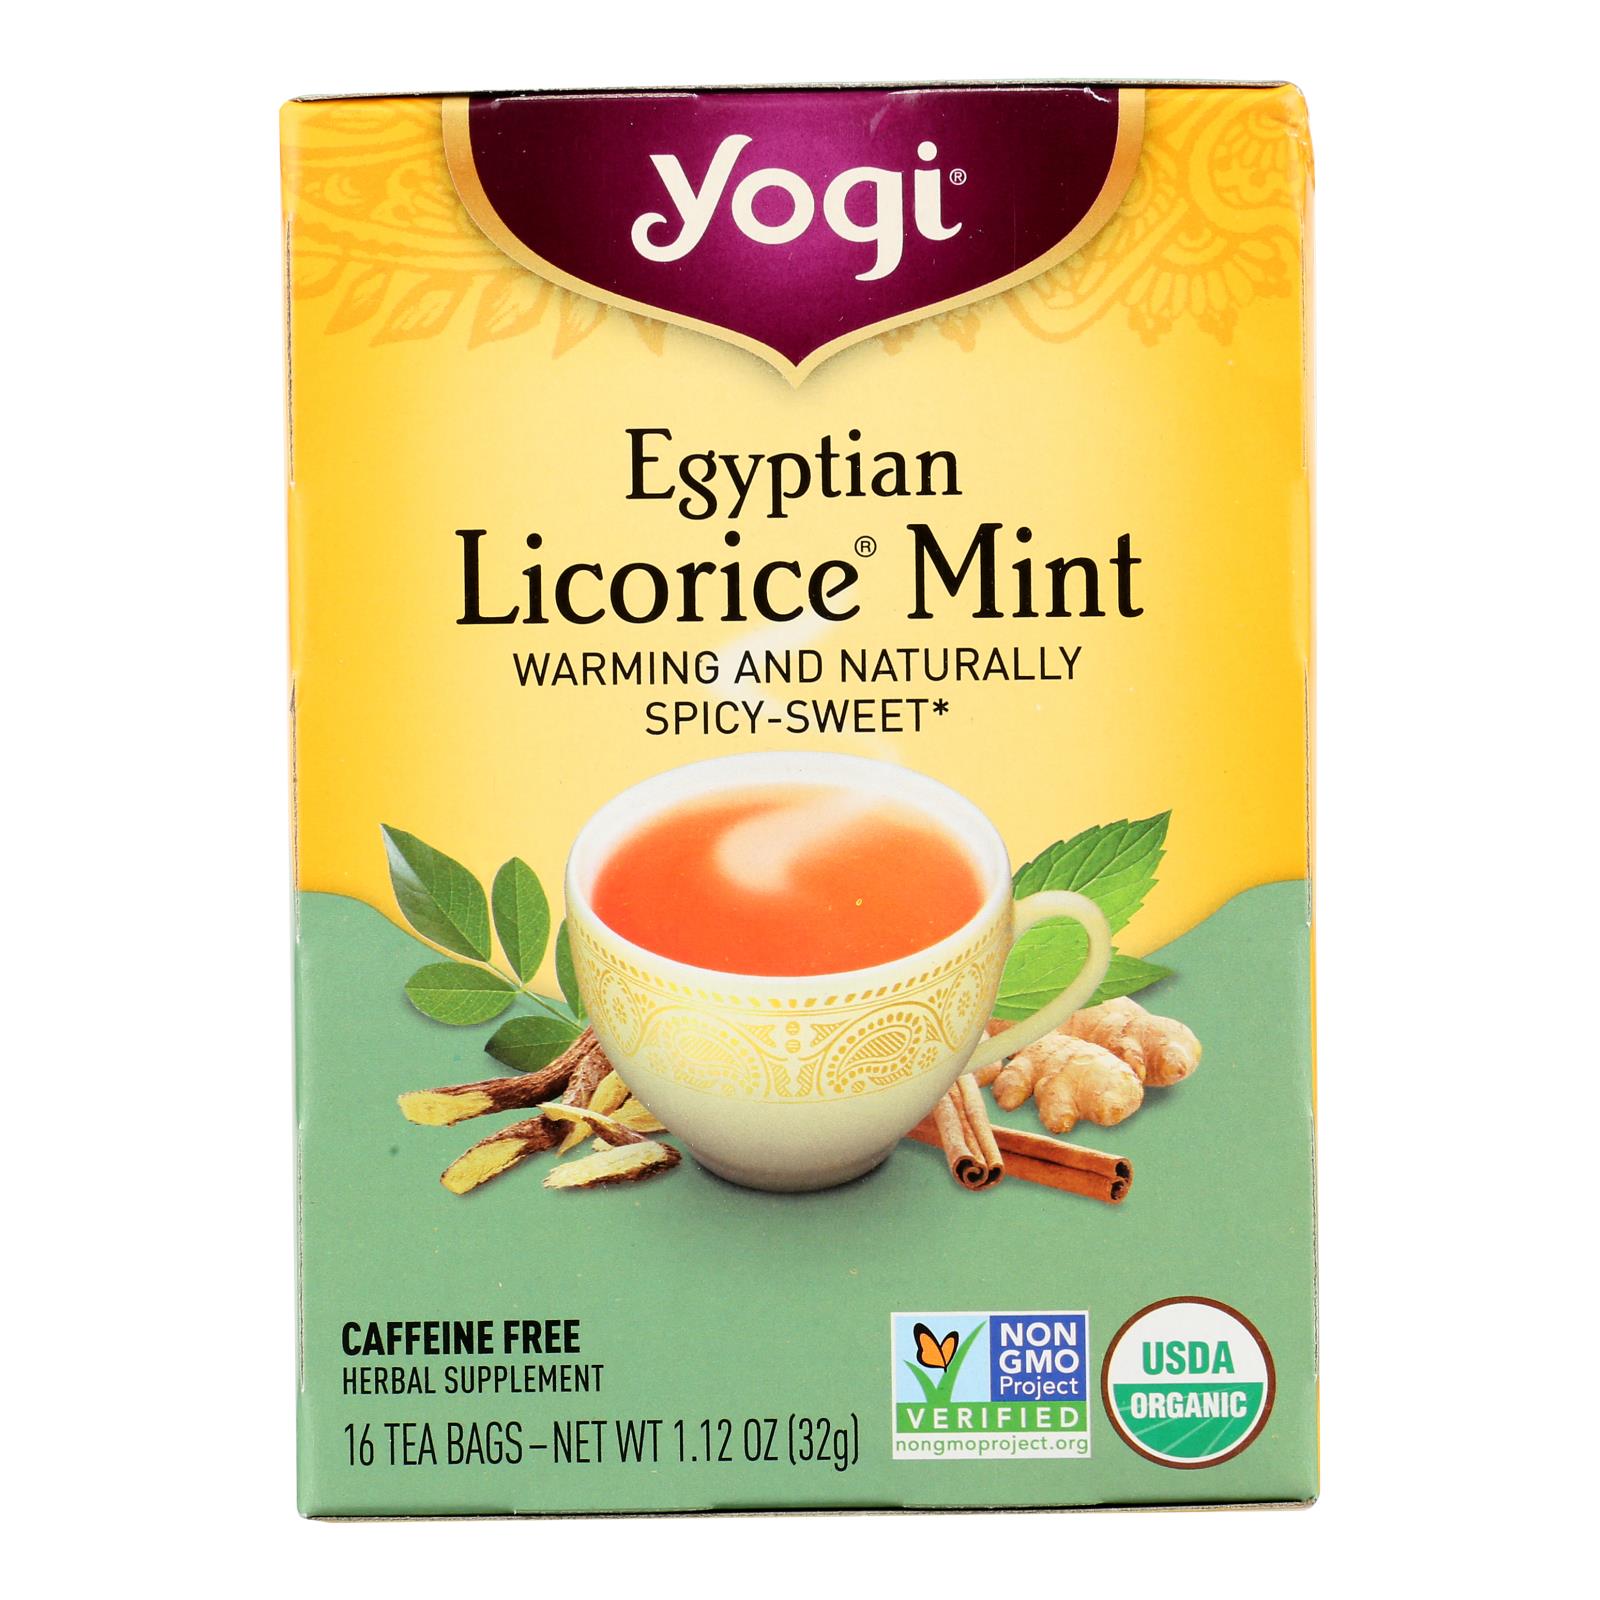 yogi®
Egyptian
Licorice® Mint
WARMING AND NATURALLY
SPICY-SWEET*
CAFFEINE FREE
HERBAL SUPPLEMENT
16 TEA BAGS – NET WT 1.12 OZ (32g)
NON
GMO
Project
VERIFIED
nongmoproject.org
USDA
ORGANIC